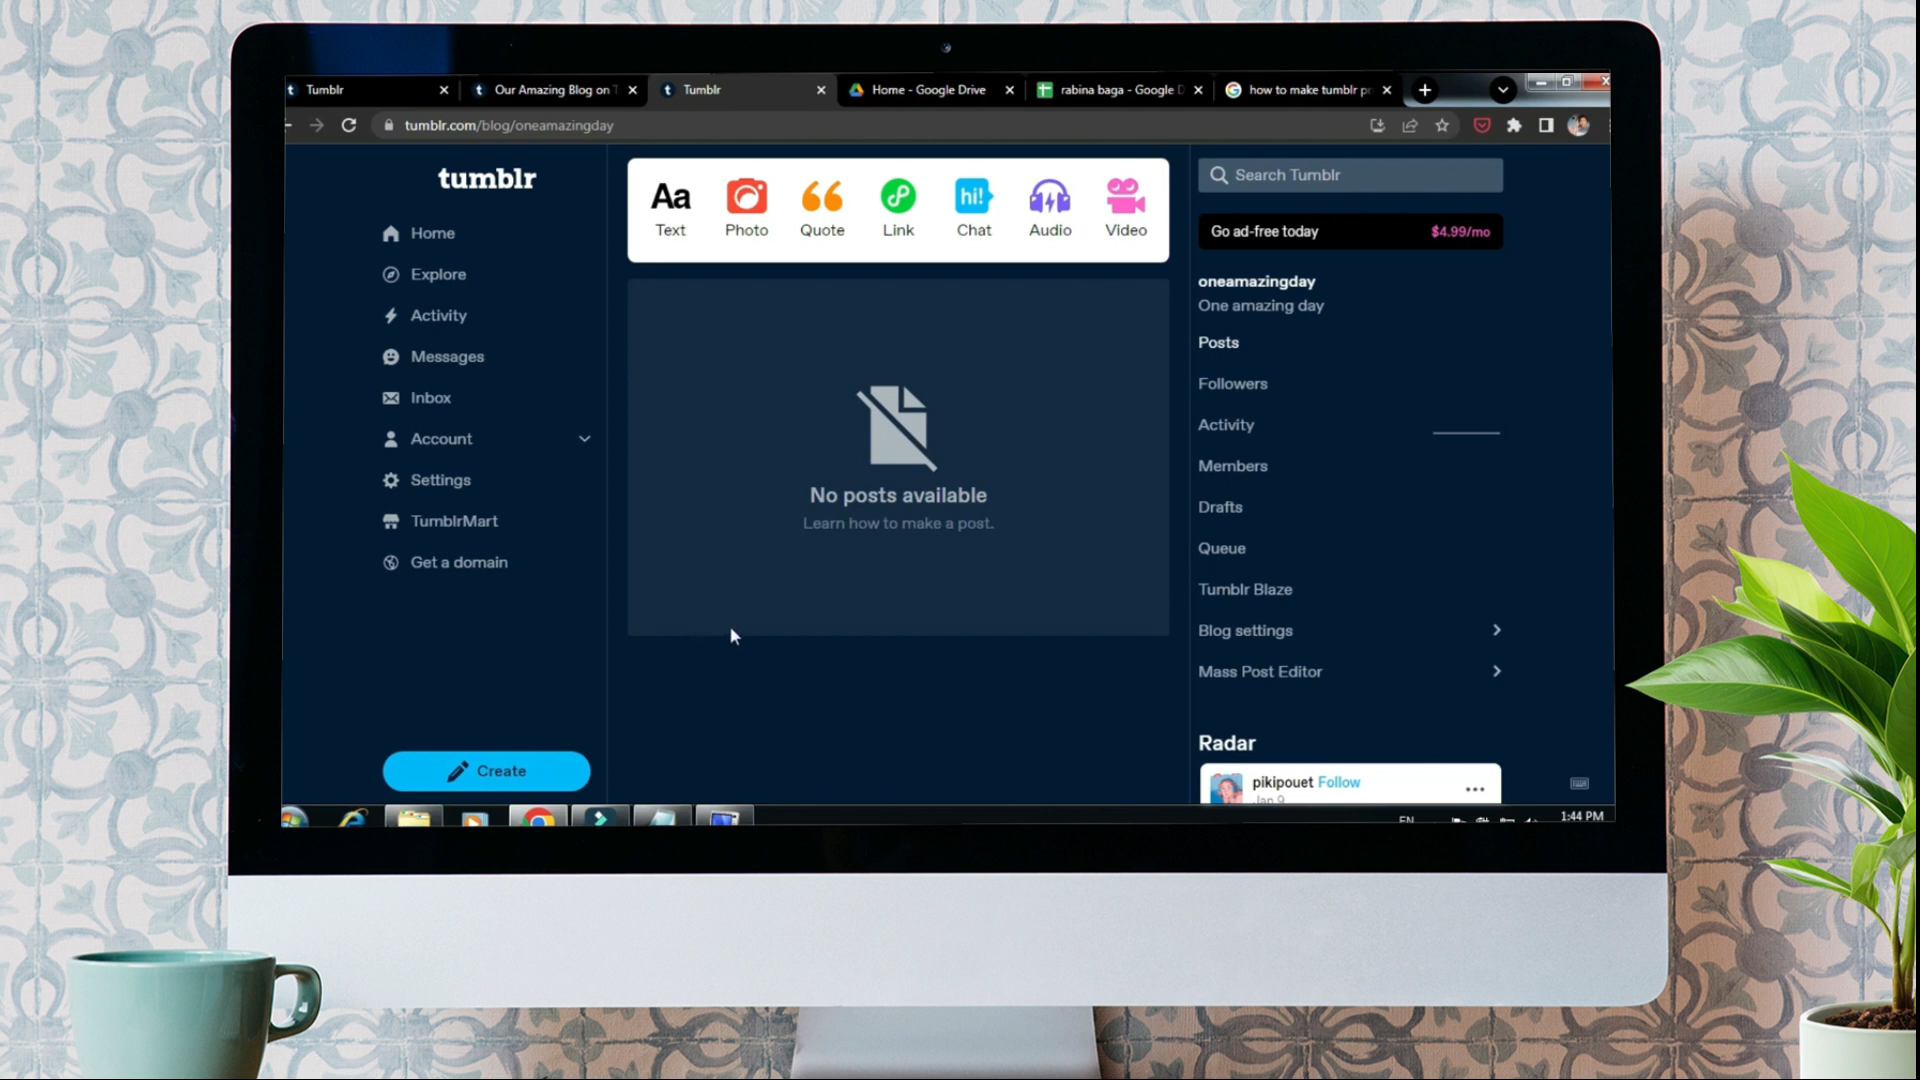 Tumblr
Our Amazing Blog on T
Tumblr
Home - Google Drive
rabina baga - Google D
how to make tumblr po
tumblr.com/blog/oneamazingday
tumblr
Home
Explore
Activity
Messages
Inbox
Account
Settings
TumblrMart
Get a domain
Create
Aa
hi!
Text
Photo
Quote
Link
Chat
Audio
Video
No posts available
Learn how to make a post.
Search Tumblr
Go ad-free today $4.99/mo
oneamazingday
One amazing day
Posts
Followers
Activity
Members
Drafts
Queue
Tumblr Blaze
Blog settings
Mass Post Editor
Radar
pikipouet Follow
Jan 9
EN
1:44 PM